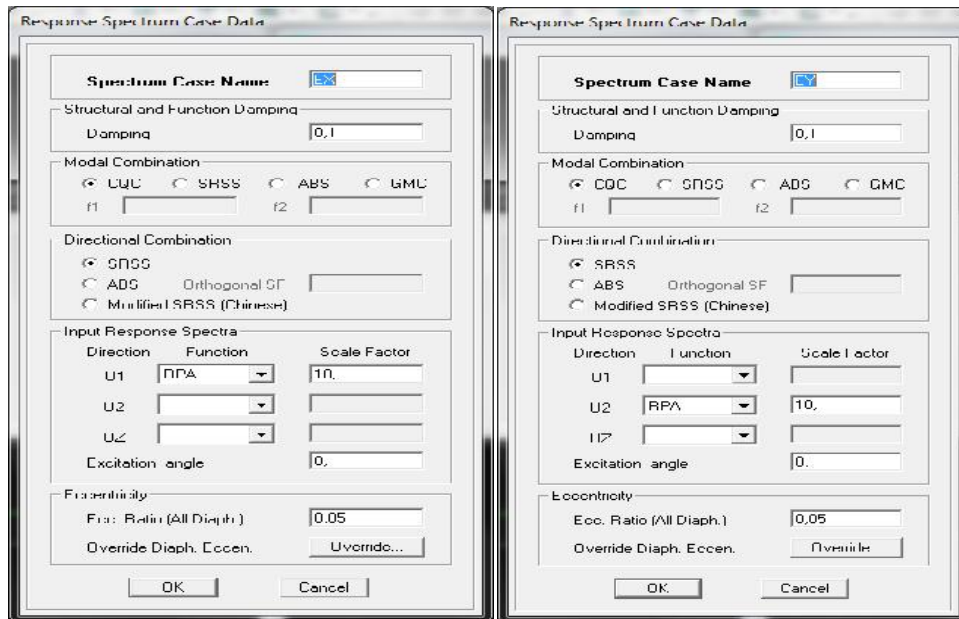 Response Spectrum Case Data
Spectrum Case Name EX
Structural and Function Damping
Damping 0,1
Modal Combination
CQC SRSS ABS GMC
f1 f2
Directional Combination
SRSS
ABS Orthogonal SF
Modified SRSS (Chinese)
Input Response Spectra
Direction Function Scale Factor
U1 RPA 10,
U2
UZ
Excitation angle 0,
Eccentricity
Ecc. Ratio (All Diaph.) 0.05
Override Diaph. Eccen. Override...
OK Cancel
Response Spectrum Case Data
Spectrum Case Name EY
Structural and Function Damping
Damping 0,1
Modal Combination
CQC SRSS ABS GMC
f1 f2
Directional Combination
SRSS
ABS Orthogonal SF
Modified SRSS (Chinese)
Input Response Spectra
Direction Function Scale Factor
U1
U2 RPA 10,
UZ
Excitation angle 0.
Eccentricity
Ecc. Ratio (All Diaph.) 0,05
Override Diaph. Eccen. Override
OK Cancel